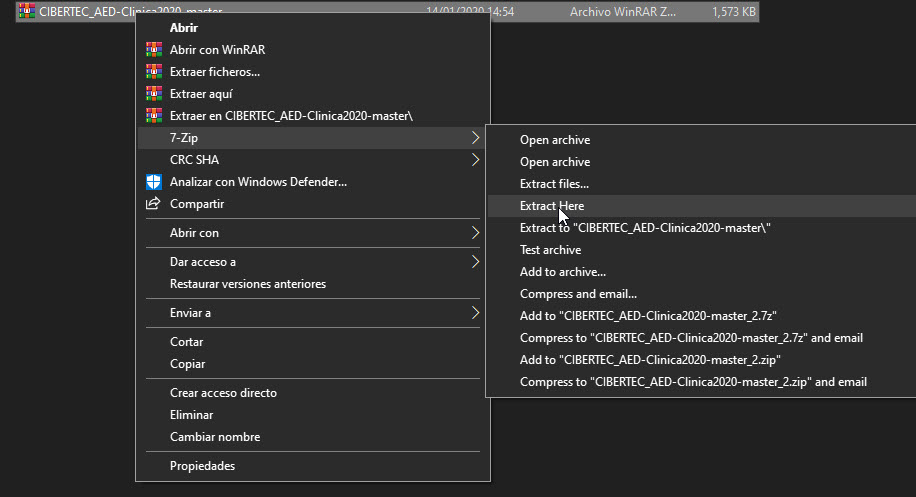 CIBERTEC_AED-Clinica2020-master 14/01/2020 14:54 Archivo WinRAR Z... 1,573 KB
Abrir
Abrir con WinRAR
Extraer ficheros...
Extraer aquí
Extraer en CIBERTEC_AED-Clinica2020-master\
7-Zip
CRC SHA
Analizar con Windows Defender...
Compartir
Abrir con
Dar acceso a
Restaurar versiones anteriores
Enviar a
Cortar
Copiar
Crear acceso directo
Eliminar
Cambiar nombre
Propiedades
Open archive
Open archive
Extract files...
Extract Here
Extract to "CIBERTEC_AED-Clinica2020-master\"
Test archive
Add to archive...
Compress and email...
Add to "CIBERTEC_AED-Clinica2020-master_2.7z"
Compress to "CIBERTEC_AED-Clinica2020-master_2.7z" and email
Add to "CIBERTEC_AED-Clinica2020-master_2.zip"
Compress to "CIBERTEC_AED-Clinica2020-master_2.zip" and email